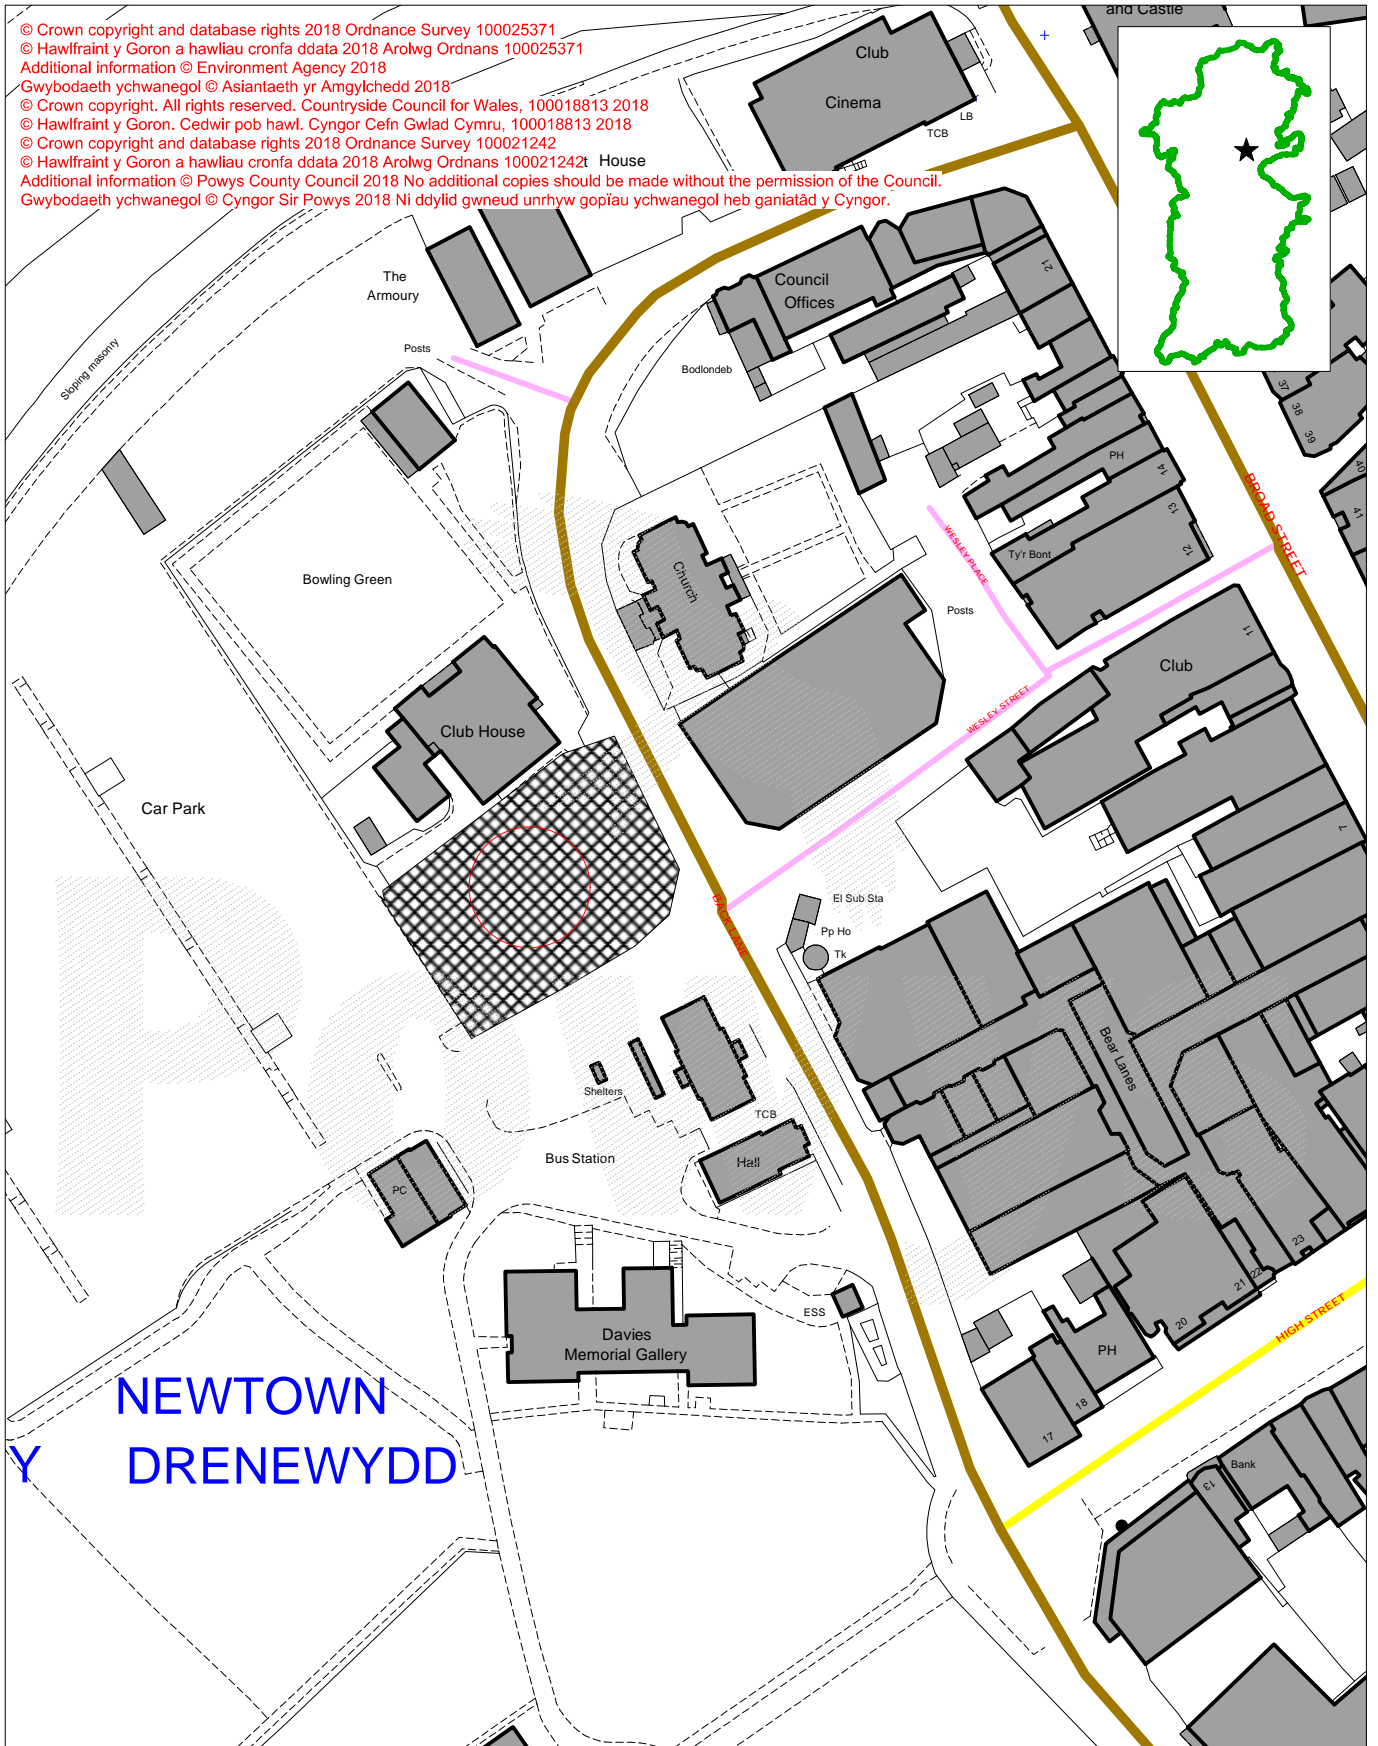 © Crown copyright and database rights 2018 Ordnance Survey 100025371
© Hawlfraint y Goron a hawliau cronfa ddata 2018 Arolwg Ordnans 100025371
Additional information © Environment Agency 2018
Gwybodaeth ychwanegol © Asiantaeth yr Amgylchedd 2018
© Crown copyright. All rights reserved. Countryside Council for Wales, 100018813 2018
© Hawlfraint y Goron. Cedwir pob hawl. Cyngor Cefn Gwlad Cymru, 100018813 2018
© Crown copyright and database rights 2018 Ordnance Survey 100021242
© Hawlfraint y Goron a hawliau cronfa ddata 2018 Arolwg Ordnans 100021242
Additional information © Powys County Council 2018 No additional copies should be made without the permission of the Council.
Gwybodaeth ychwanegol © Cyngor Sir Powys 2018 Ni ddylid gwneud unrhyw gopïau ychwanegol heb ganiatâd y Cyngor.
t House
and Castle
Club
Cinema
LB
TCB
The
Armoury
Posts
Sloping masonry
Council
Offices
21
Bodlondeb
37
38
39
40
41
PH
14
13
12
BROAD STREET
WESLEY PLACE
Ty'r Bont
Bowling Green
Church
Posts
11
Club
WESLEY STREET
Club House
Car Park
7
El Sub Sta
BACK LANE
Pp Ho
Tk
Bear Lanes
Shelters
TCB
Bus Station
Hall
PC
23
22
21
20
ESS
HIGH STREET
Davies
Memorial Gallery
PH
18
17
NEWTOWN
Y DRENEWYDD
Bank
13